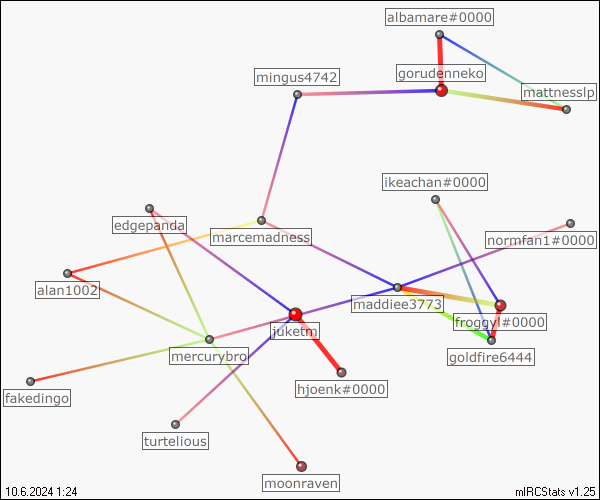 albamare#0000
gorudenneko
mingus4742
mattnesslp
ikeachan#0000
edgepanda
marcemadness
normfan1#0000
alan1002
maddiee3773
froggyl#0000
juketm
mercurybro
goldfire6444
hjoenk#0000
fakedingo
turtelious
moonraven
10.6.2024 1:24
mIRCStats v1.25